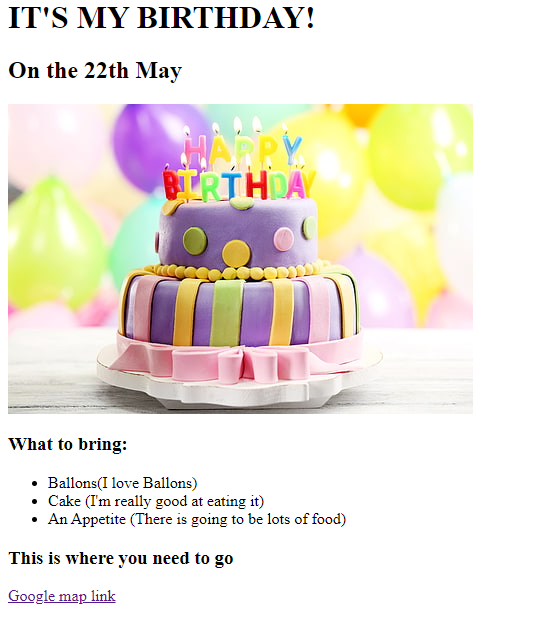 IT'S MY BIRTHDAY!
On the 22th May
HAPPY
BIRTHDAY
What to bring:
Ballons(I love Ballons)
Cake (I'm really good at eating it)
An Appetite (There is going to be lots of food)
This is where you need to go
Google map link